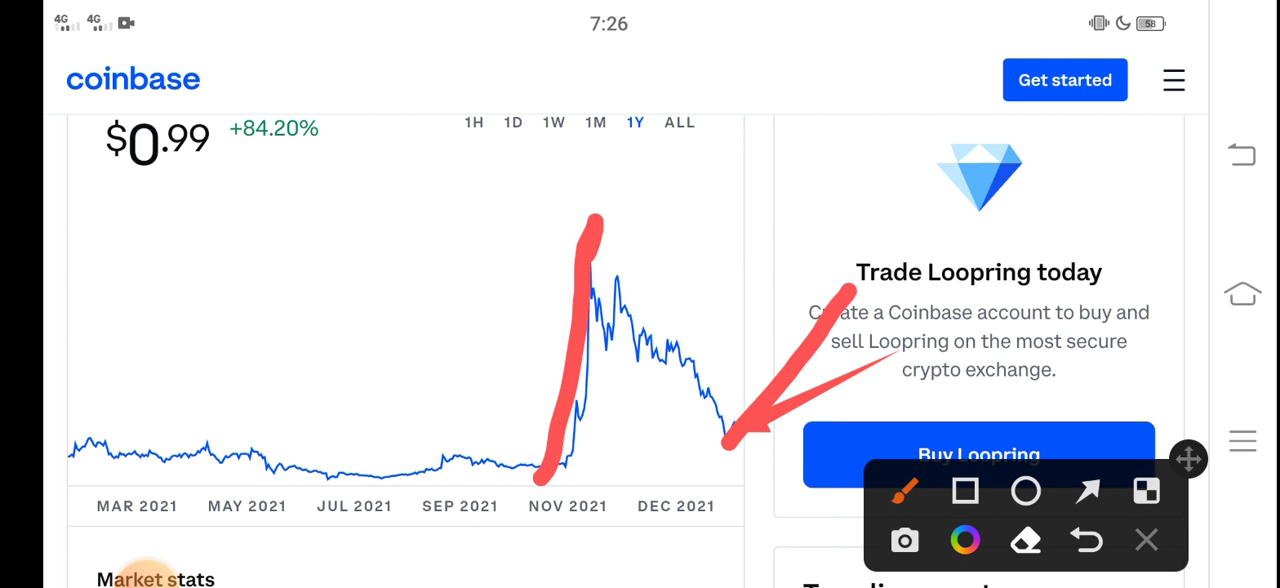 4G 4G 7:26 58
coinbase Get started
$0.99 +84.20%
1H 1D 1W 1M 1Y ALL
Trade Loopring today
Create a Coinbase account to buy and
sell Loopring on the most secure
crypto exchange.
Buy Loopring
MAR 2021 MAY 2021 JUL 2021 SEP 2021 NOV 2021 DEC 2021
Market stats